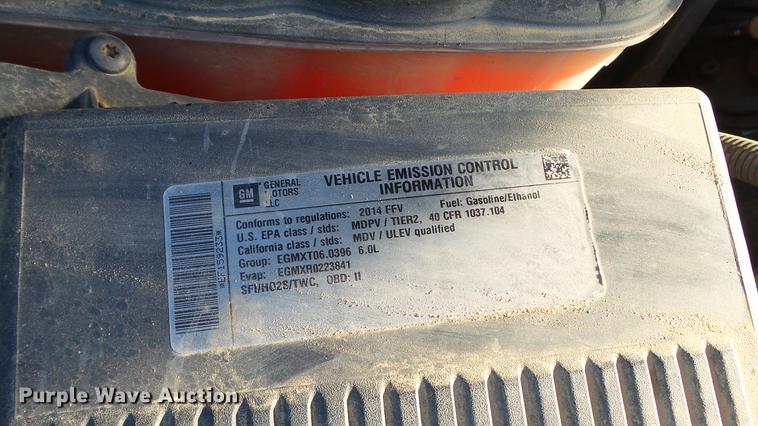 GM GENERAL MOTORS LLC
VEHICLE EMISSION CONTROL INFORMATION
Conforms to regulations: 2014 FFV Fuel: Gasoline/Ethanol
U.S. EPA class / stds: MDPV / TIER2, 40 CFR 1037.104
California class / stds: MDV / ULEV qualified
Group: EGMXT06.0396 6.0L
Evap: EGMXR0223841
SFI/HO2S/TWC, OBD: II
*EF159233*
Purple Wave Auction